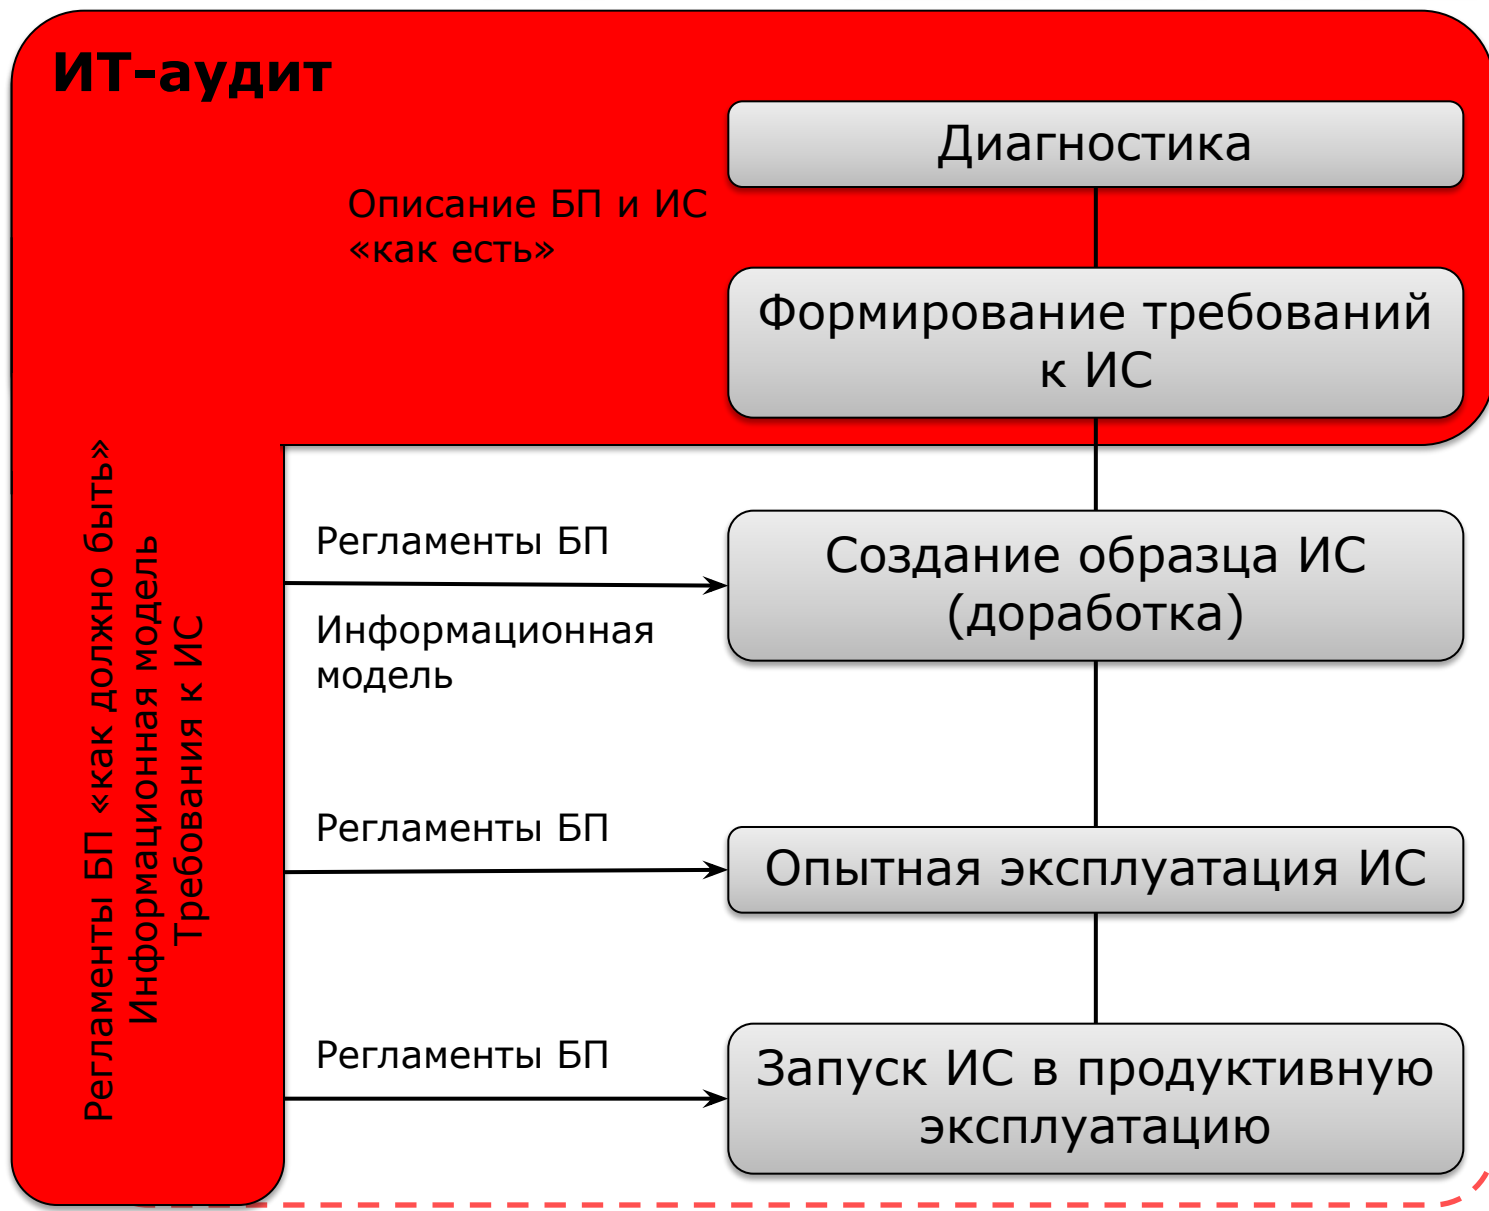 ИТ-аудит
Диагностика
Описание БП и ИС
«как есть»
Формирование требований
к ИС
Регламенты БП «как должно быть»
Информационная модель
Требования к ИС
Регламенты БП
Информационная
модель
Создание образца ИС
(доработка)
Регламенты БП
Опытная эксплуатация ИС
Регламенты БП
Запуск ИС в продуктивную
эксплуатацию